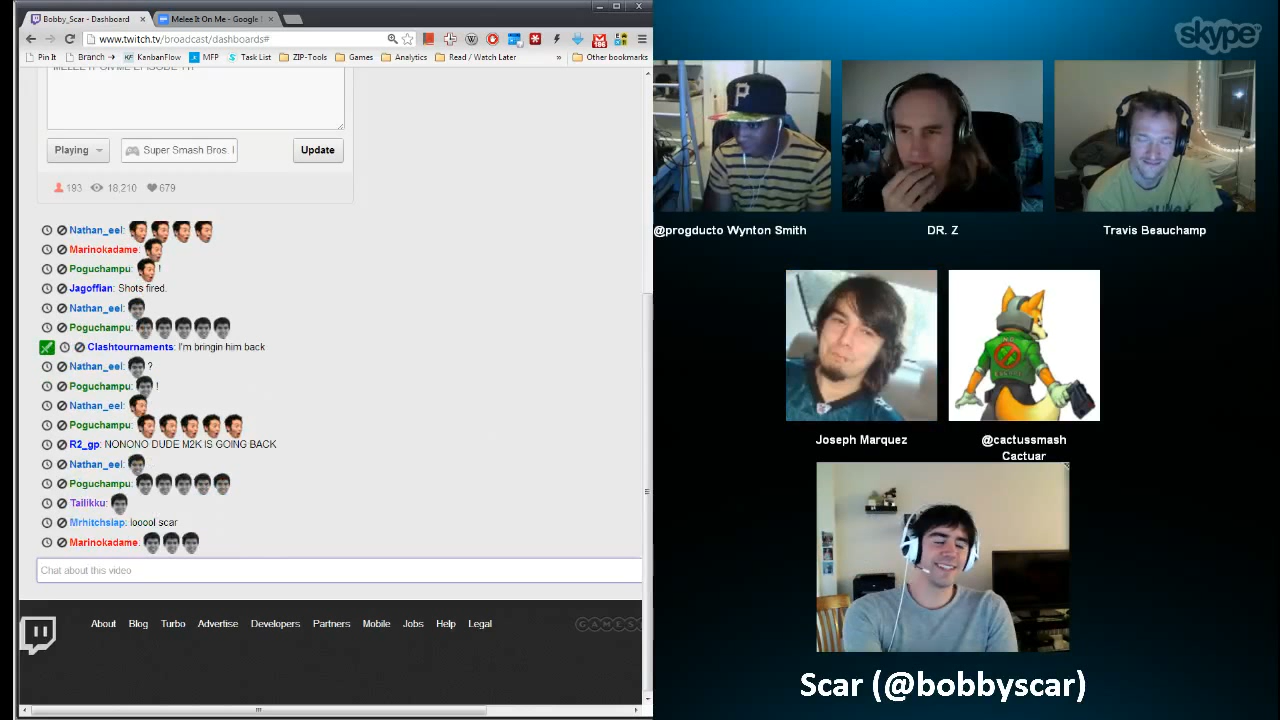 Bobby_Scar - Dashboard
Melee It On Me - Google
www.twitch.tv/broadcast/dashboards#
186
Pin It
Branch
KanbanFlow
MFP
Task List
ZIP-Tools
Games
Analytics
Read / Watch Later
»
Other bookmarks
Playing
Super Smash Bros.
Update
193
18,210
679
Nathan_eel:
Marinokadame:
Poguchampu: !
Jagoffian: Shots fired.
Nathan_eel:
Poguchampu:
Clashtournaments: I'm bringin him back
Nathan_eel: ?
Poguchampu: !
Nathan_eel:
Poguchampu:
R2_gp: NONONO DUDE M2K IS GOING BACK
Nathan_eel:
Poguchampu:
Tailikku:
Mrhitchslap: looool scar
Marinokadame:
Chat about this video
About
Blog
Turbo
Advertise
Developers
Partners
Mobile
Jobs
Help
Legal
skype
P
@progducto Wynton Smith
DR. Z
Travis Beauchamp
Joseph Marquez
@cactussmash
Cactuar
Scar (@bobbyscar)